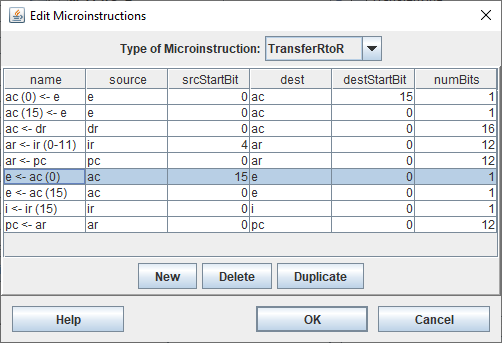 Edit Microinstructions
Type of Microinstruction: TransferRtoR
name source srcStartBit dest destStartBit numBits
ac (0) <- e e 0 ac 15 1
ac (15) <- e e 0 ac 0 1
ac <- dr dr 0 ac 0 16
ar <- ir (0-11) ir 4 ar 0 12
ar <- pc pc 0 ar 0 12
e <- ac (0) ac 15 e 0 1
e <- ac (15) ac 0 e 0 1
i <- ir (15) ir 0 i 0 1
pc <- ar ar 0 pc 0 12
New Delete Duplicate
Help OK Cancel